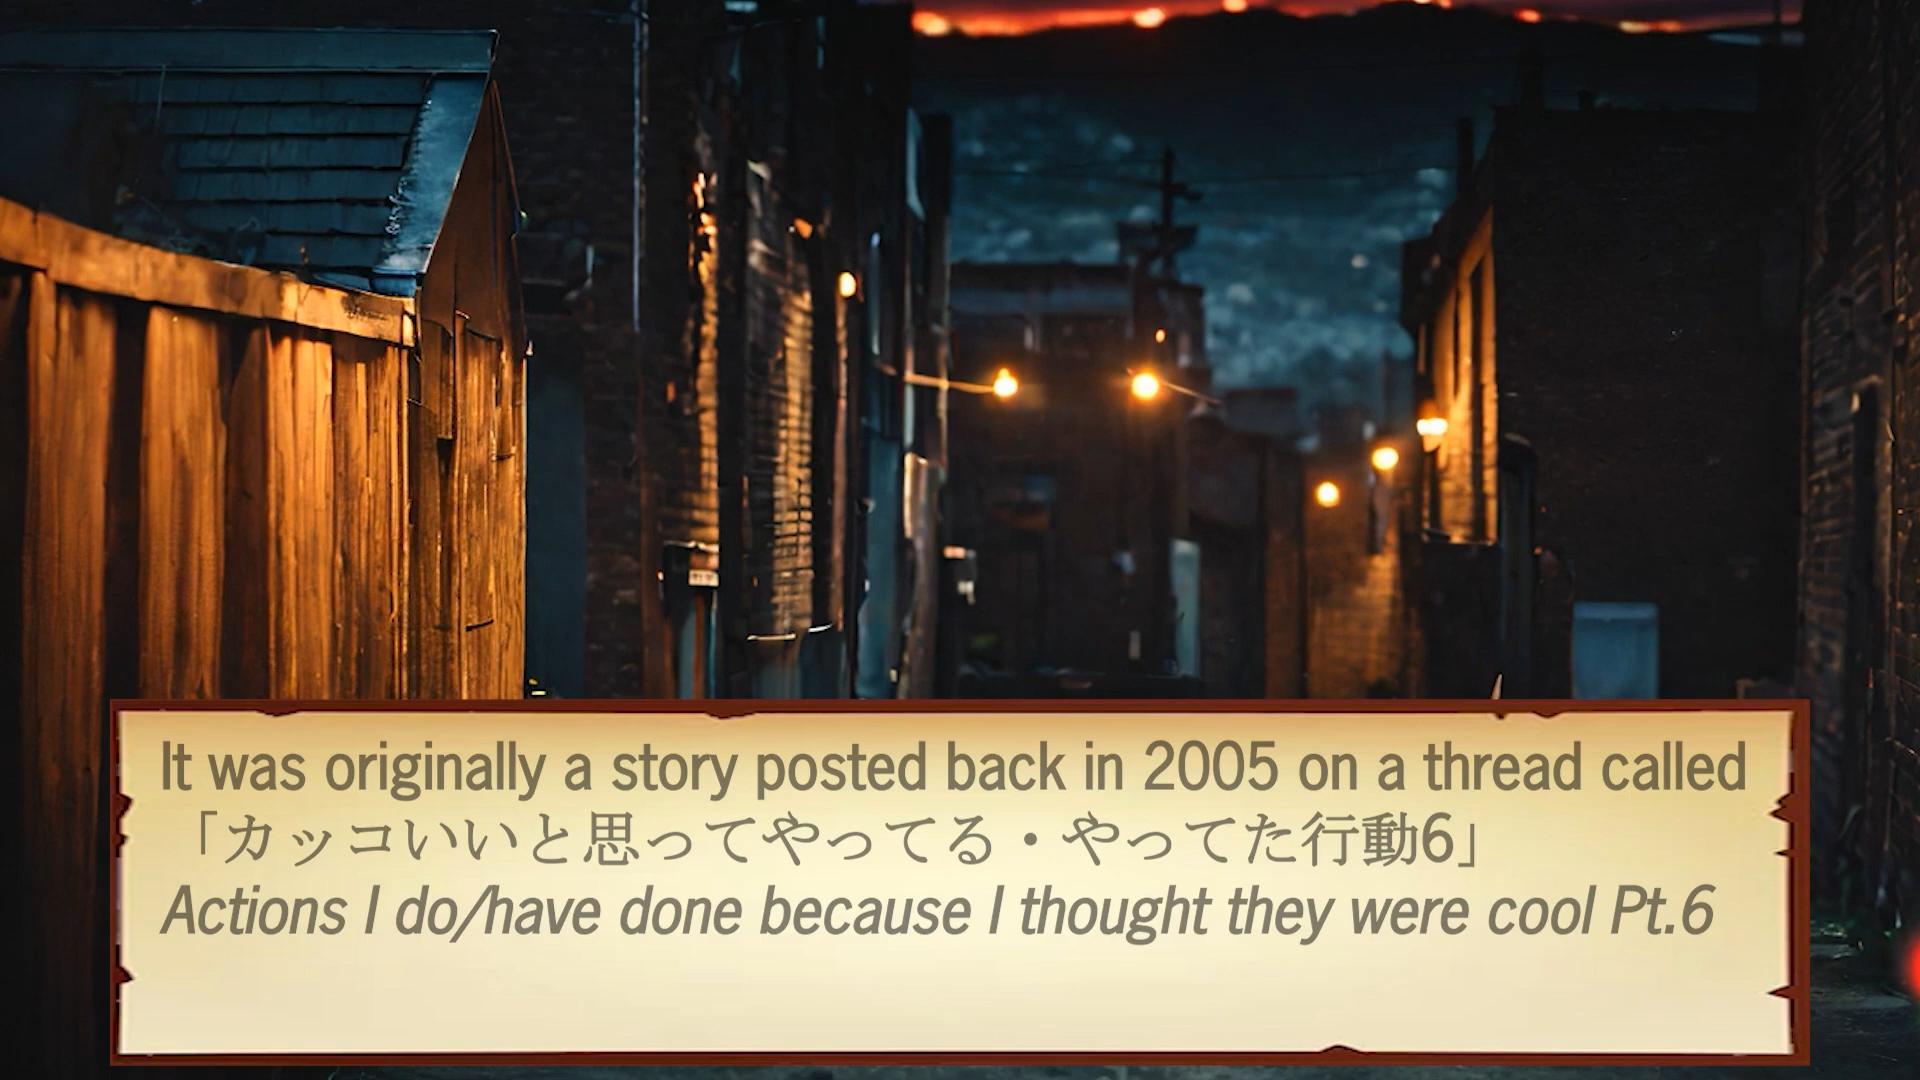 It was originally a story posted back in 2005 on a thread called
「カッコいいと思ってやってる・やってた行動6」
Actions I do/have done because I thought they were cool Pt.6